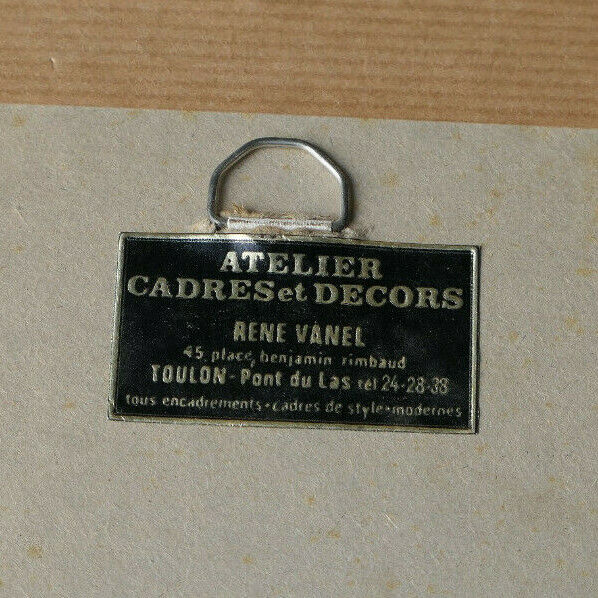 ATELIER
CADRES et DECORS
RENE VANEL
45 place, benjamin rimbaud
TOULON - Pont du Las tél 24-28-38
tous encadrements - cadres de style - modernes